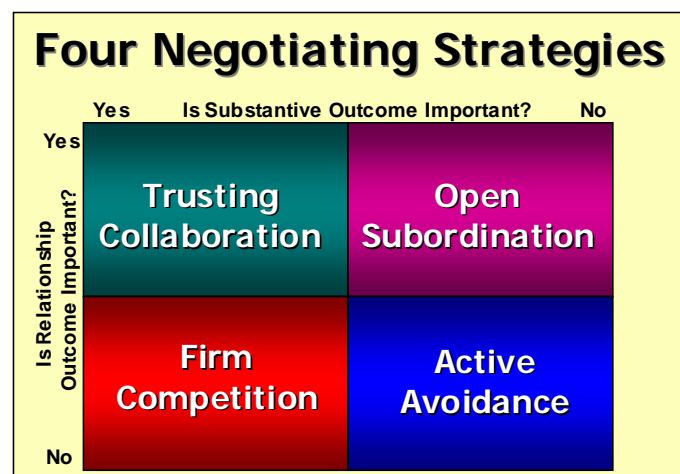 Four Negotiating Strategies
Yes Is Substantive Outcome Important? No
Yes
Is Relationship
Outcome Important?
Trusting
Collaboration
Open
Subordination
Firm
Competition
Active
Avoidance
No